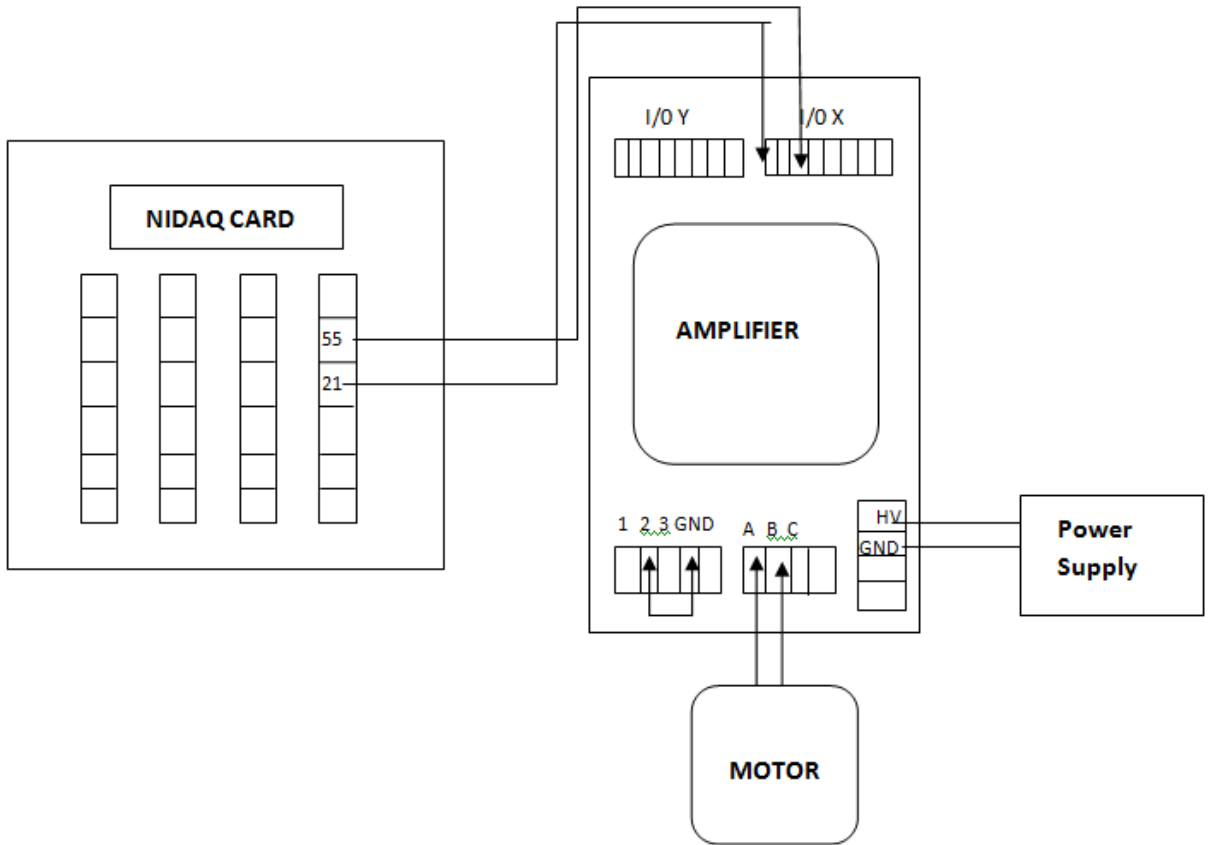 I/0 Y
I/0 X
NIDAQ CARD
55
21
AMPLIFIER
1 2 3 GND
A B C
HV
GND
Power
Supply
MOTOR